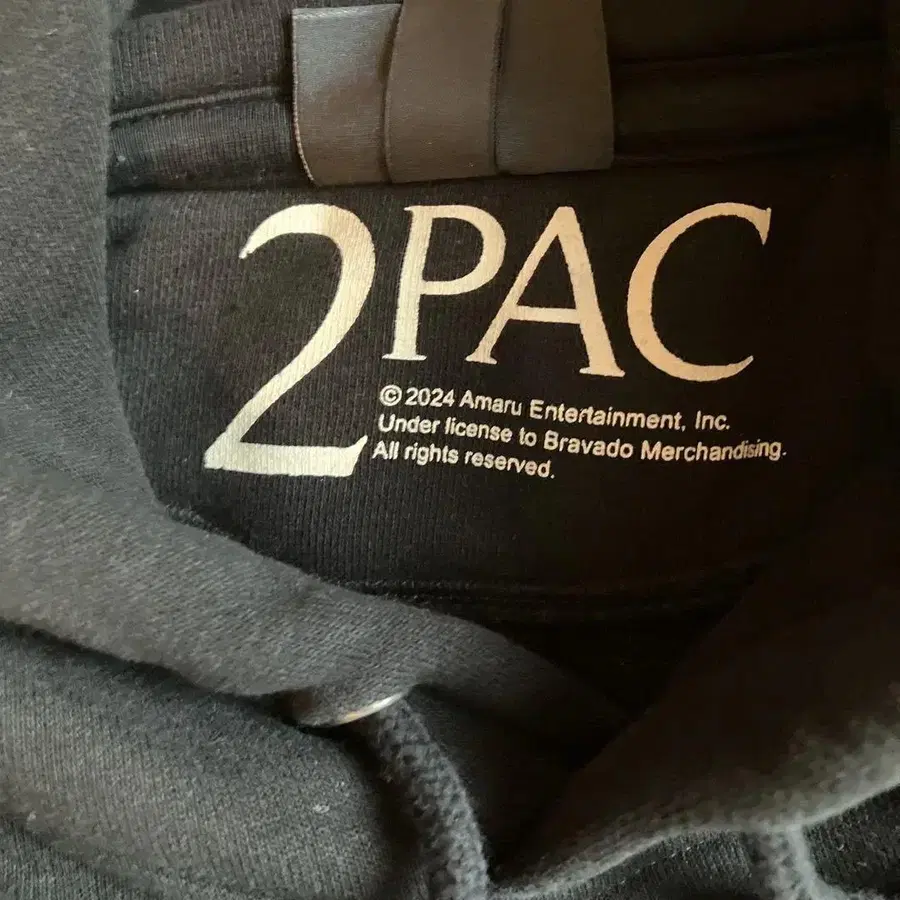 2PAC
© 2024 Amaru Entertainment, Inc.
Under license to Bravado Merchandising.
All rights reserved.